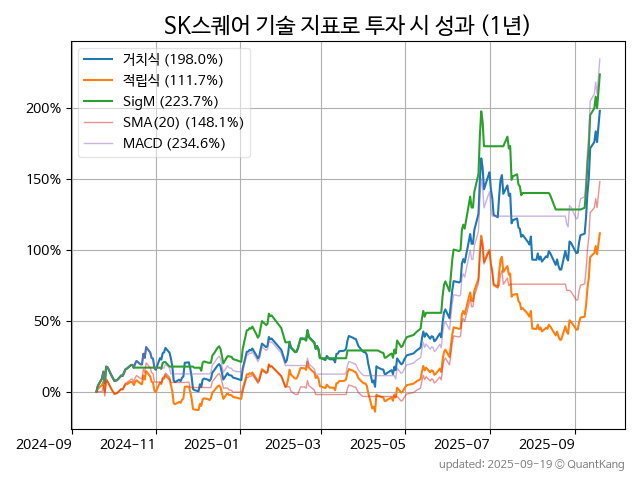 SK스퀘어 기술 지표로 투자 시 성과 (1년)
거치식 (198.0%)
적립식 (111.7%)
SigM (223.7%)
SMA(20) (148.1%)
MACD (234.6%)
200%
150%
100%
50%
0%
2024-09 2024-11 2025-01 2025-03 2025-05 2025-07 2025-09
updated: 2025-09-19 © QuantKang